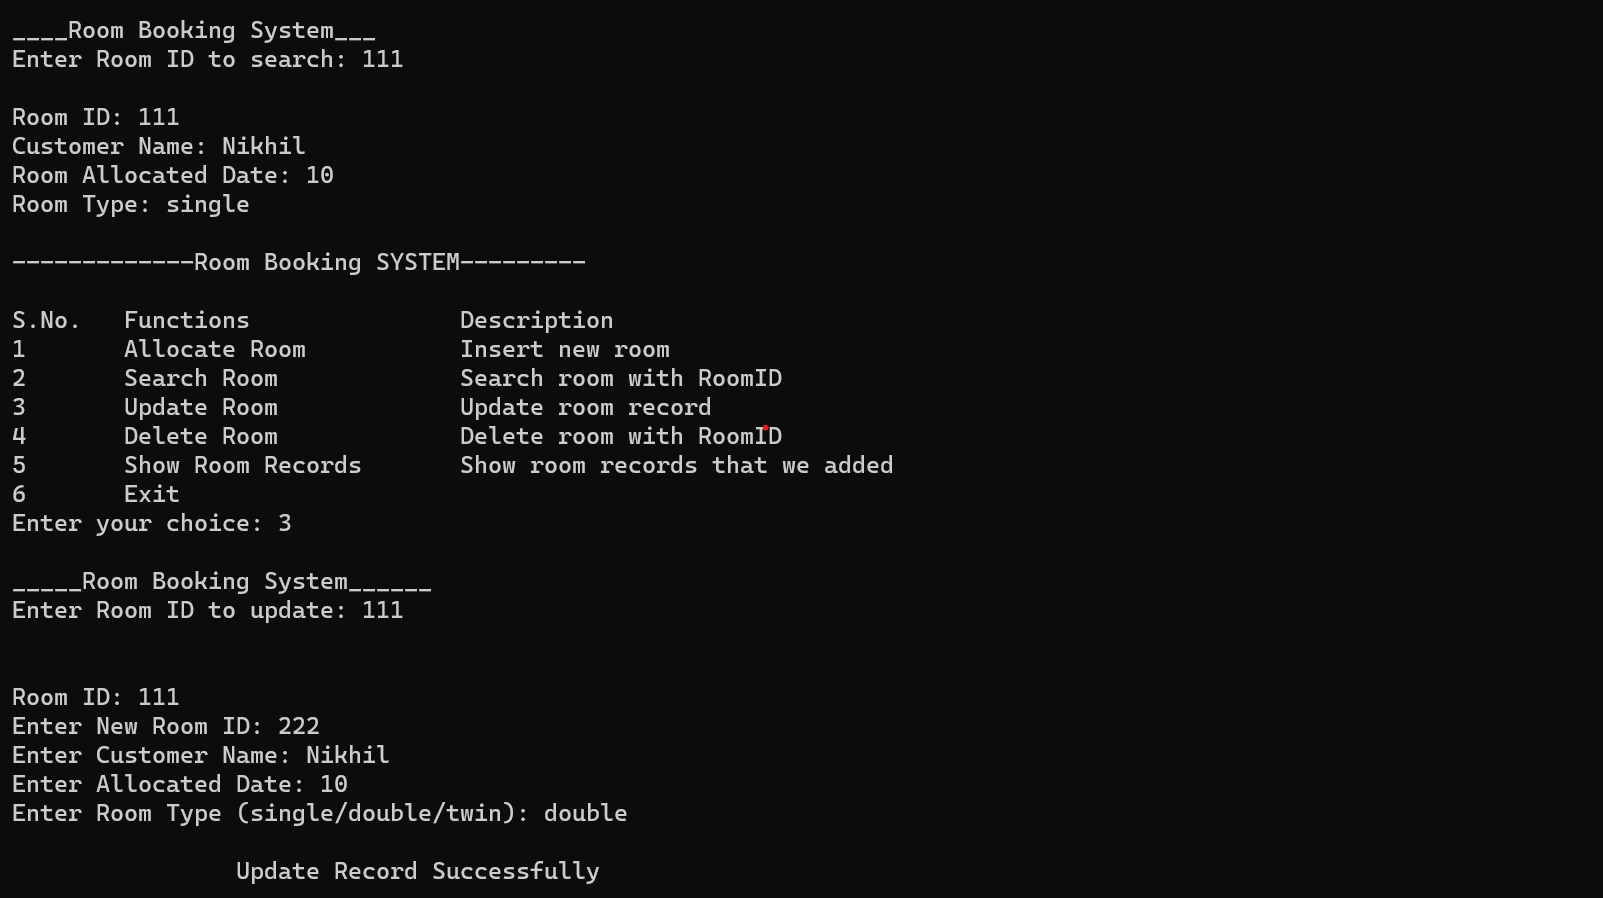 ____Room Booking System___
Enter Room ID to search: 111
Room ID: 111
Customer Name: Nikhil
Room Allocated Date: 10
Room Type: single
-------------Room Booking SYSTEM---------
S.No.   Functions               Description
1       Allocate Room           Insert new room
2       Search Room             Search room with RoomID
3       Update Room             Update room record
4       Delete Room             Delete room with RoomID
5       Show Room Records       Show room records that we added
6       Exit
Enter your choice: 3
_____Room Booking System______
Enter Room ID to update: 111
Room ID: 111
Enter New Room ID: 222
Enter Customer Name: Nikhil
Enter Allocated Date: 10
Enter Room Type (single/double/twin): double
Update Record Successfully